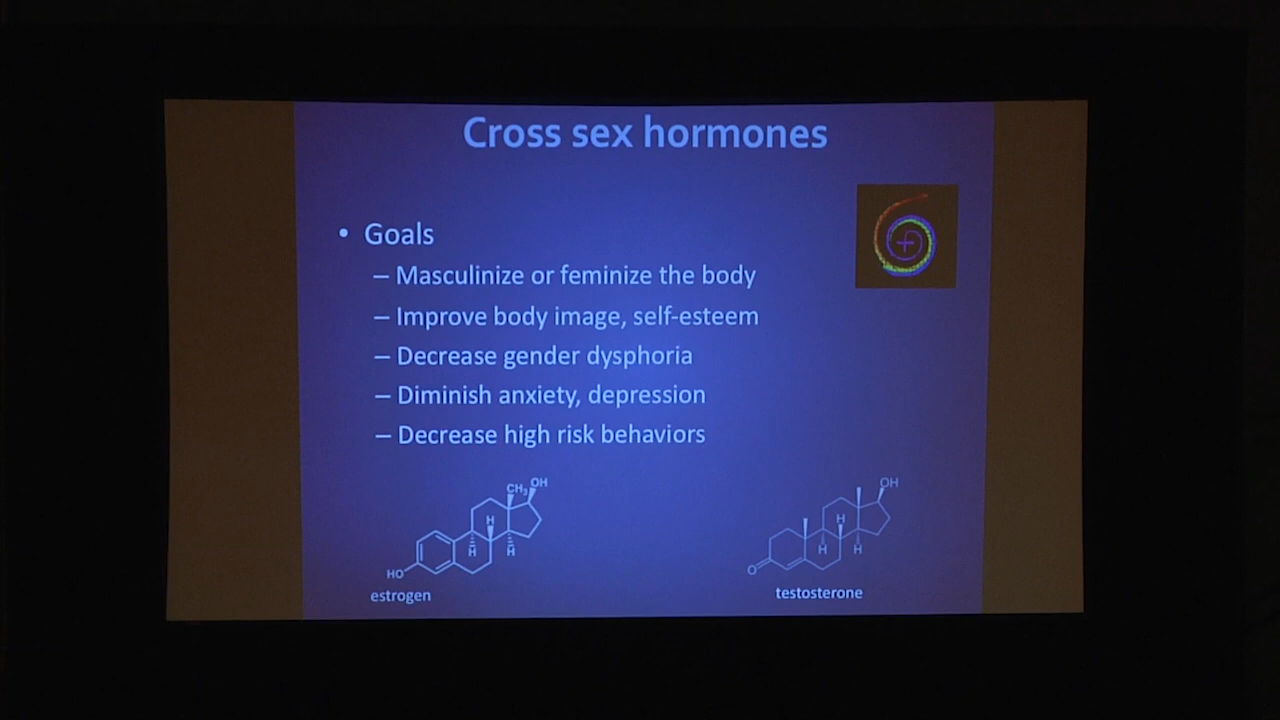 Cross sex hormones
• Goals
– Masculinize or feminize the body
– Improve body image, self-esteem
– Decrease gender dysphoria
– Diminish anxiety, depression
– Decrease high risk behaviors
CH₃ OH
H
H H
HO
estrogen
OH
H
H H
O
testosterone